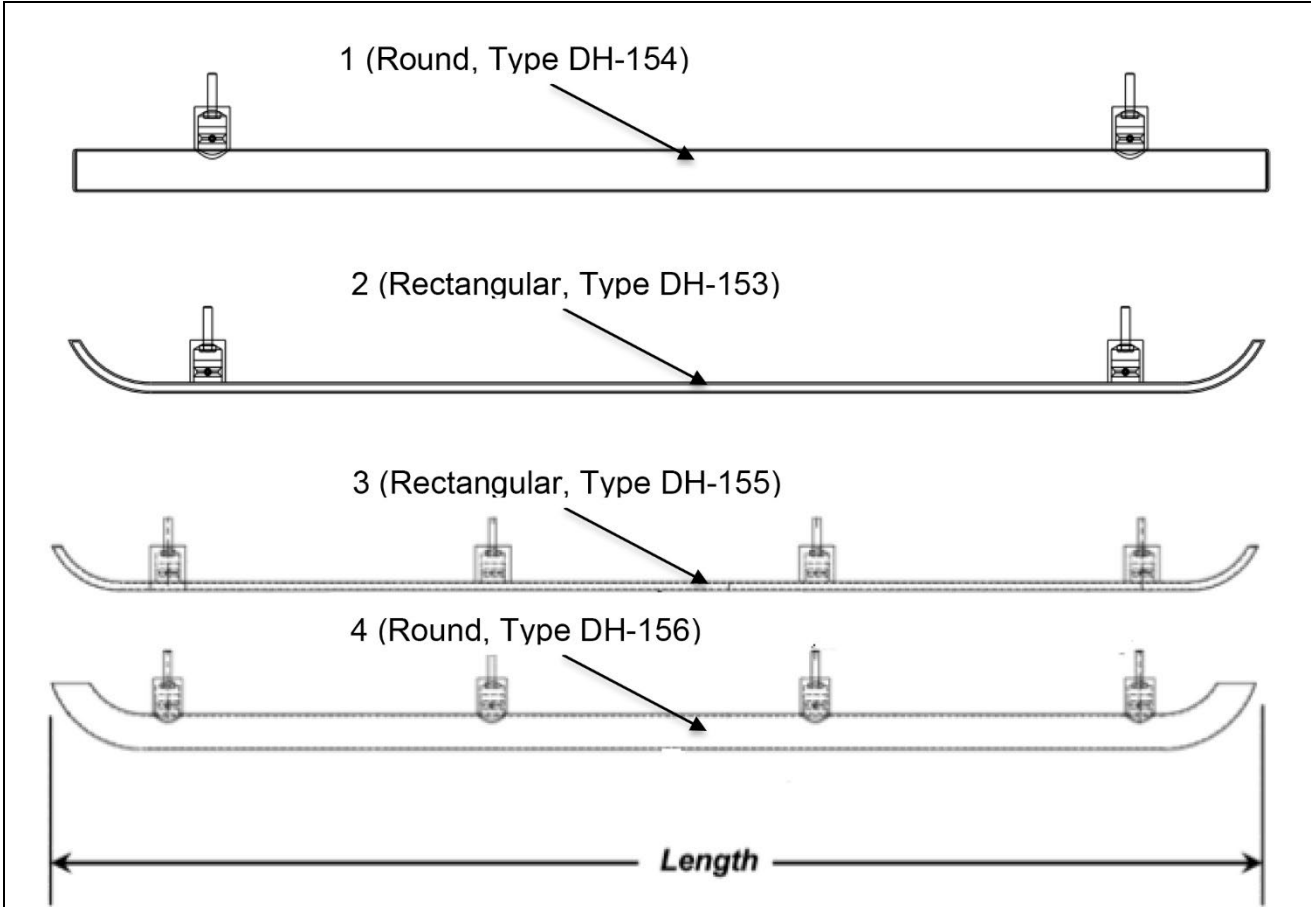 1 (Round, Type DH-154)
2 (Rectangular, Type DH-153)
3 (Rectangular, Type DH-155)
4 (Round, Type DH-156)
Length